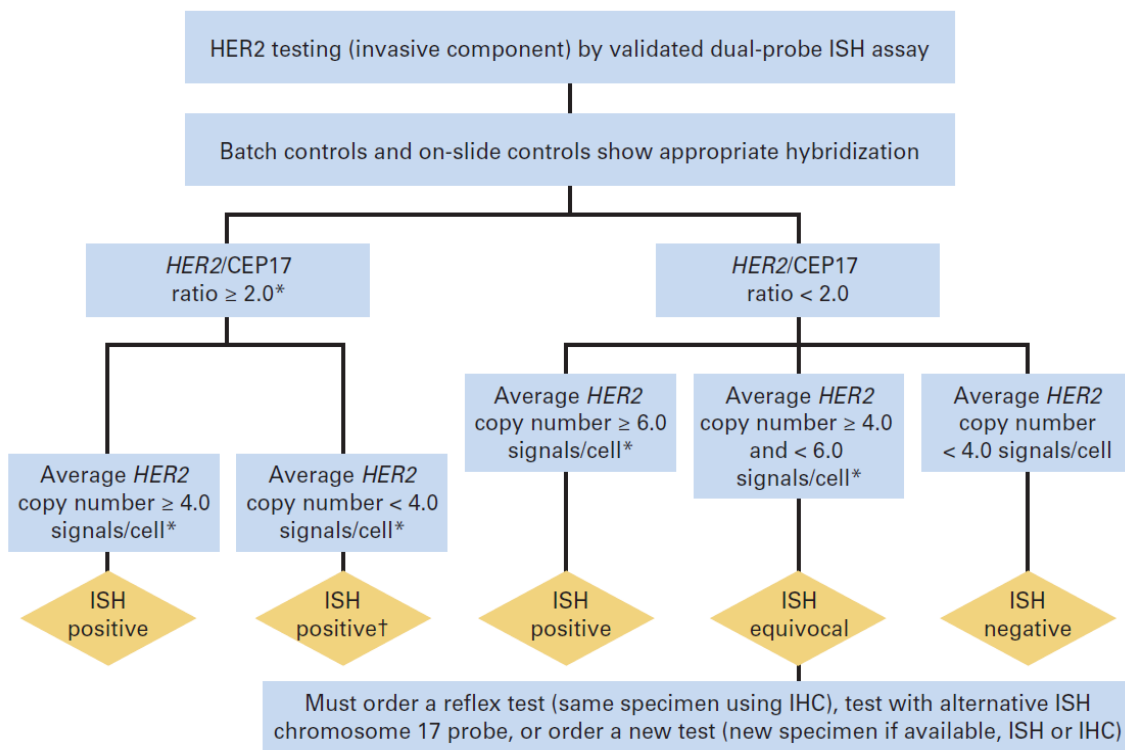 HER2 testing (invasive component) by validated dual-probe ISH assay
Batch controls and on-slide controls show appropriate hybridization
HER2/CEP17
ratio ≥ 2.0*
HER2/CEP17
ratio < 2.0
Average HER2
copy number ≥ 4.0
signals/cell*
Average HER2
copy number < 4.0
signals/cell*
Average HER2
copy number ≥ 6.0
signals/cell*
Average HER2
copy number ≥ 4.0
and < 6.0
signals/cell*
Average HER2
copy number
< 4.0 signals/cell
ISH
positive
ISH
positive†
ISH
positive
ISH
equivocal
ISH
negative
Must order a reflex test (same specimen using IHC), test with alternative ISH
chromosome 17 probe, or order a new test (new specimen if available, ISH or IHC)